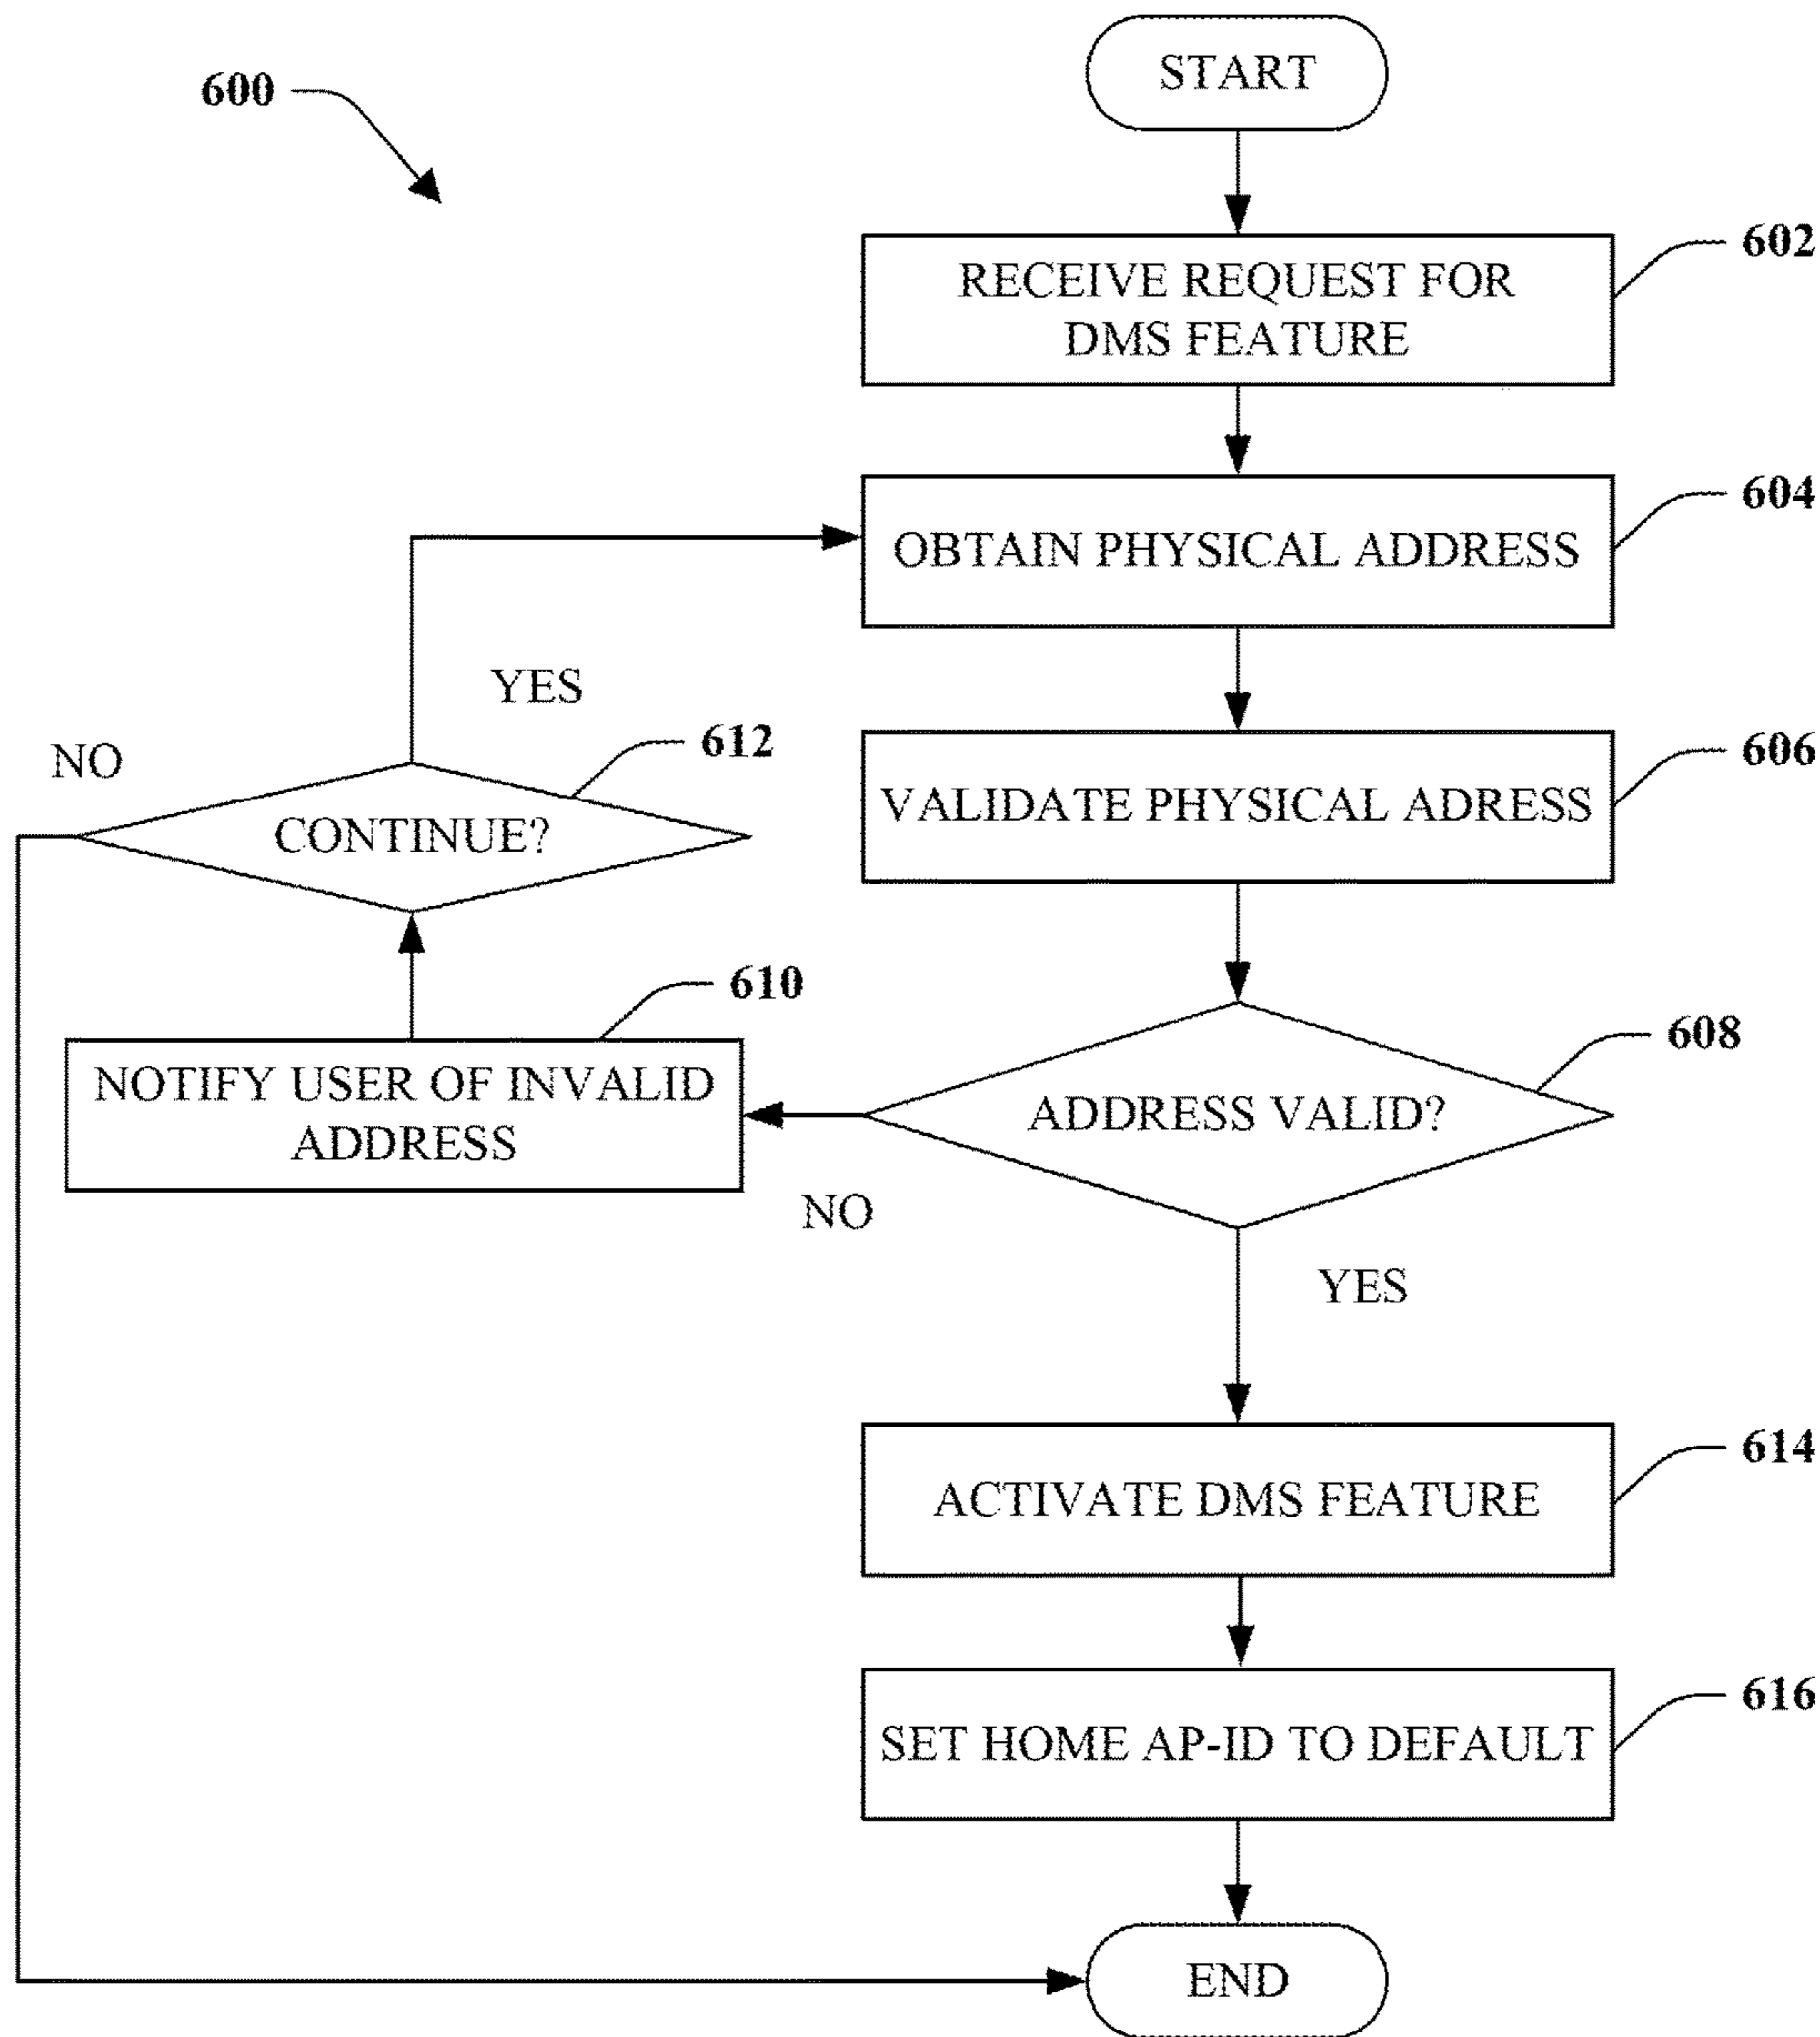 START
600
602
RECEIVE REQUEST FOR
DMS FEATURE
604
OBTAIN PHYSICAL ADDRESS
YES
612
NO
606
VALIDATE PHYSICAL ADRESS
CONTINUE?
610
608
NOTIFY USER OF INVALID
ADDRESS
ADDRESS VALID?
NO
YES
614
ACTIVATE DMS FEATURE
616
SET HOME AP-ID TO DEFAULT
END